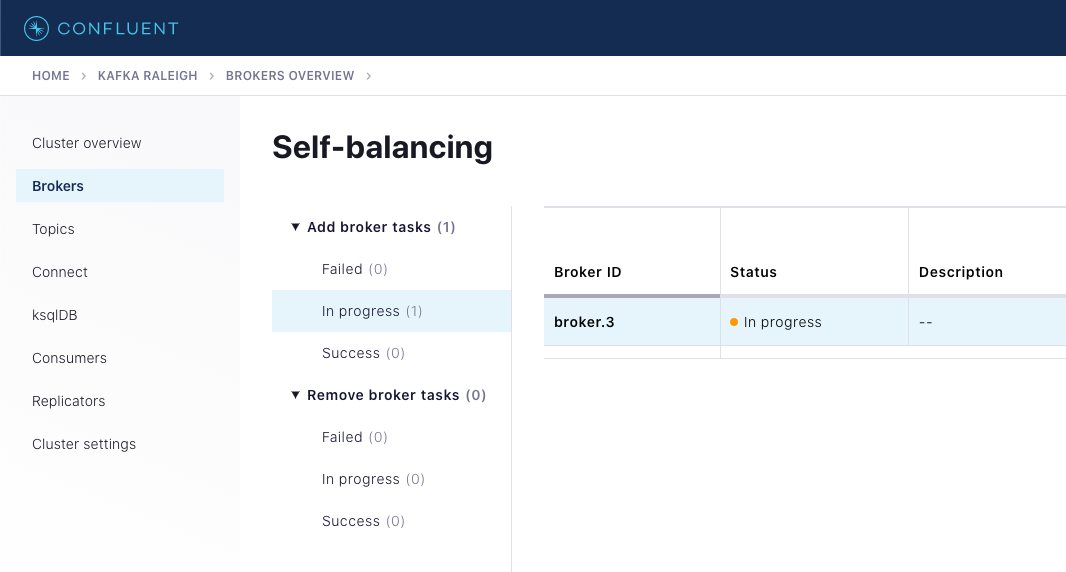 CONFLUENT
HOME > KAFKA RALEIGH > BROKERS OVERVIEW >
Cluster overview
Brokers
Topics
Connect
ksqlDB
Consumers
Replicators
Cluster settings
Self-balancing
▼ Add broker tasks (1)
Failed (0)
In progress (1)
Success (0)
▼ Remove broker tasks (0)
Failed (0)
In progress (0)
Success (0)
Broker ID Status Description
broker.3 In progress --